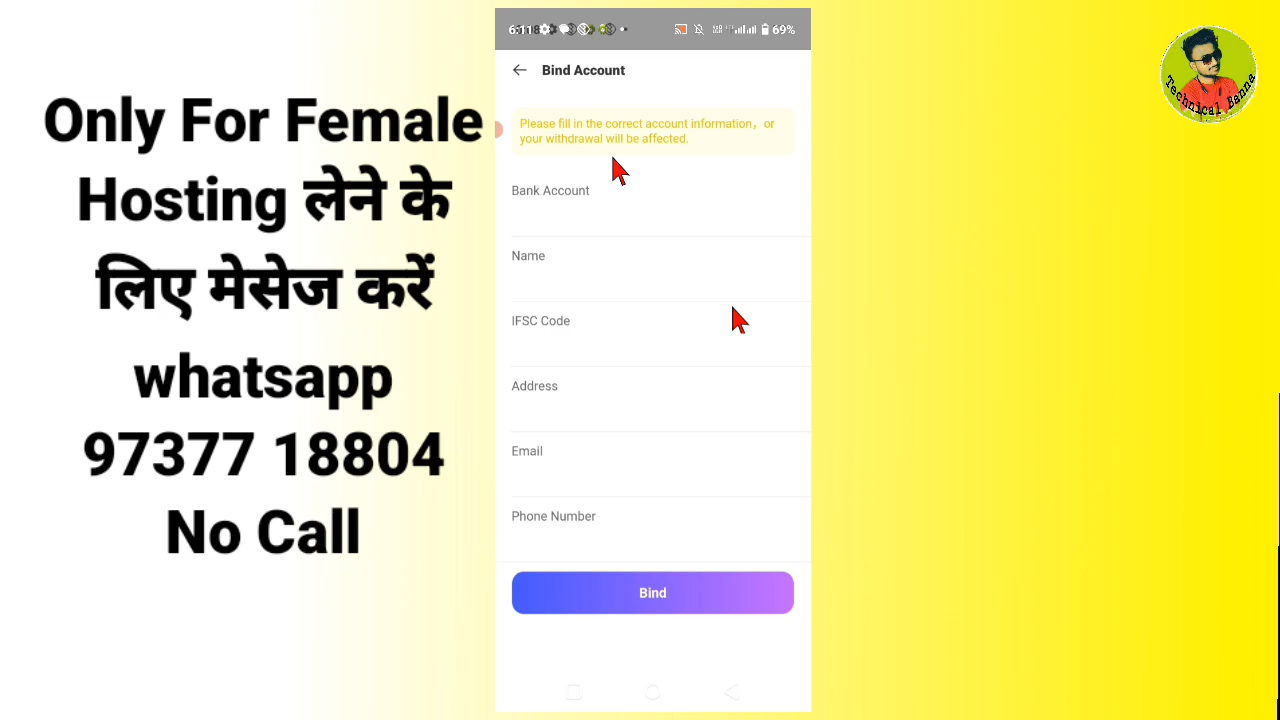 Only For Female
Hosting लेने के
लिए मेसेज करें
whatsapp
97377 18804
No Call
69%
Bind Account
Please fill in the correct account information，or
your withdrawal will be affected.
Bank Account
Name
IFSC Code
Address
Email
Phone Number
Bind
Technical Banna